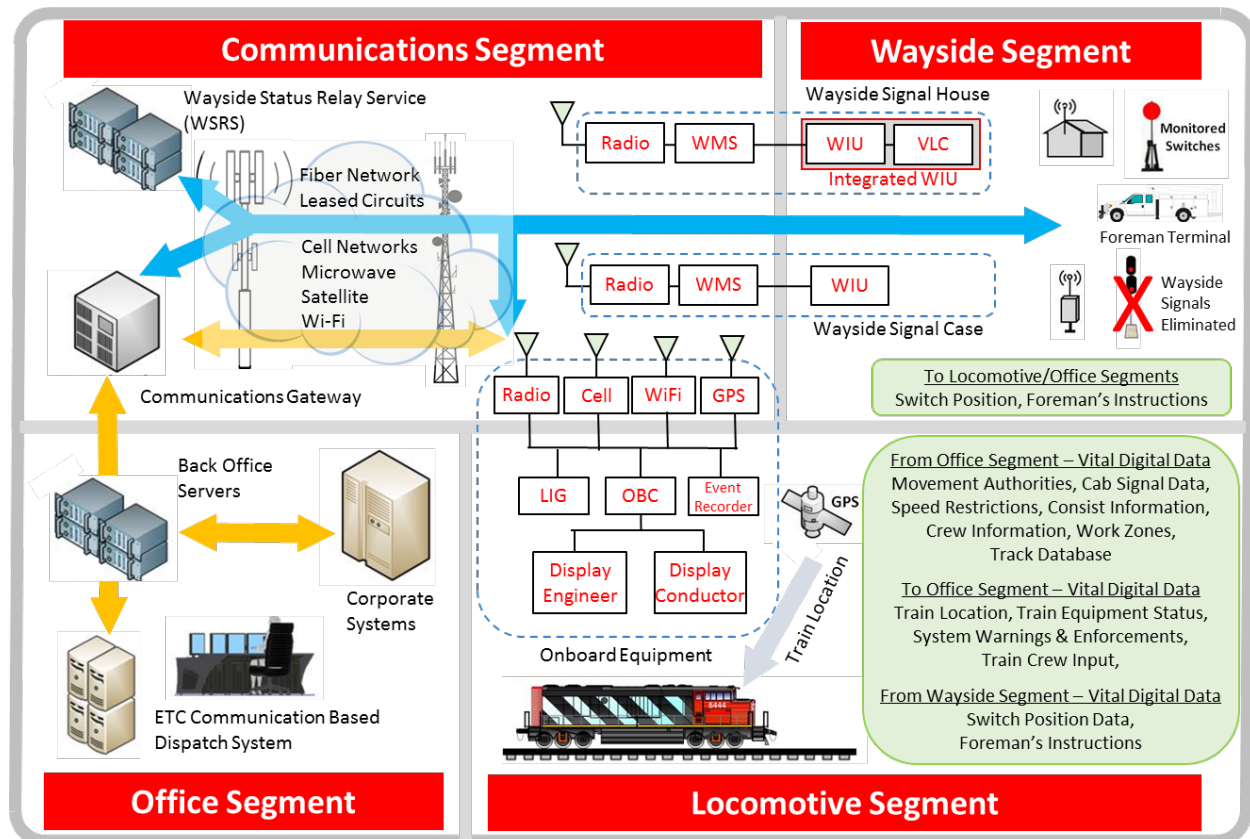 Communications Segment
Wayside Segment
Wayside Status Relay Service
(WSRS)
Fiber Network
Leased Circuits
Cell Networks
Microwave
Satellite
Wi-Fi
Communications Gateway
Wayside Signal House
Radio
WMS
WIU
VLC
Integrated WIU
Radio
WMS
WIU
Wayside Signal Case
Monitored
Switches
Foreman Terminal
Wayside
Signals
Eliminated
To Locomotive/Office Segments
Switch Position, Foreman's Instructions
Back Office
Servers
Corporate
Systems
ETC Communication Based
Dispatch System
Office Segment
Radio
Cell
WiFi
GPS
LIG
OBC
Event
Recorder
Display
Engineer
Display
Conductor
Onboard Equipment
GPS
Train Location
5444
From Office Segment – Vital Digital Data
Movement Authorities, Cab Signal Data,
Speed Restrictions, Consist Information,
Crew Information, Work Zones,
Track Database
To Office Segment – Vital Digital Data
Train Location, Train Equipment Status,
System Warnings & Enforcements,
Train Crew Input,
From Wayside Segment – Vital Digital Data
Switch Position Data,
Foreman's Instructions
Locomotive Segment